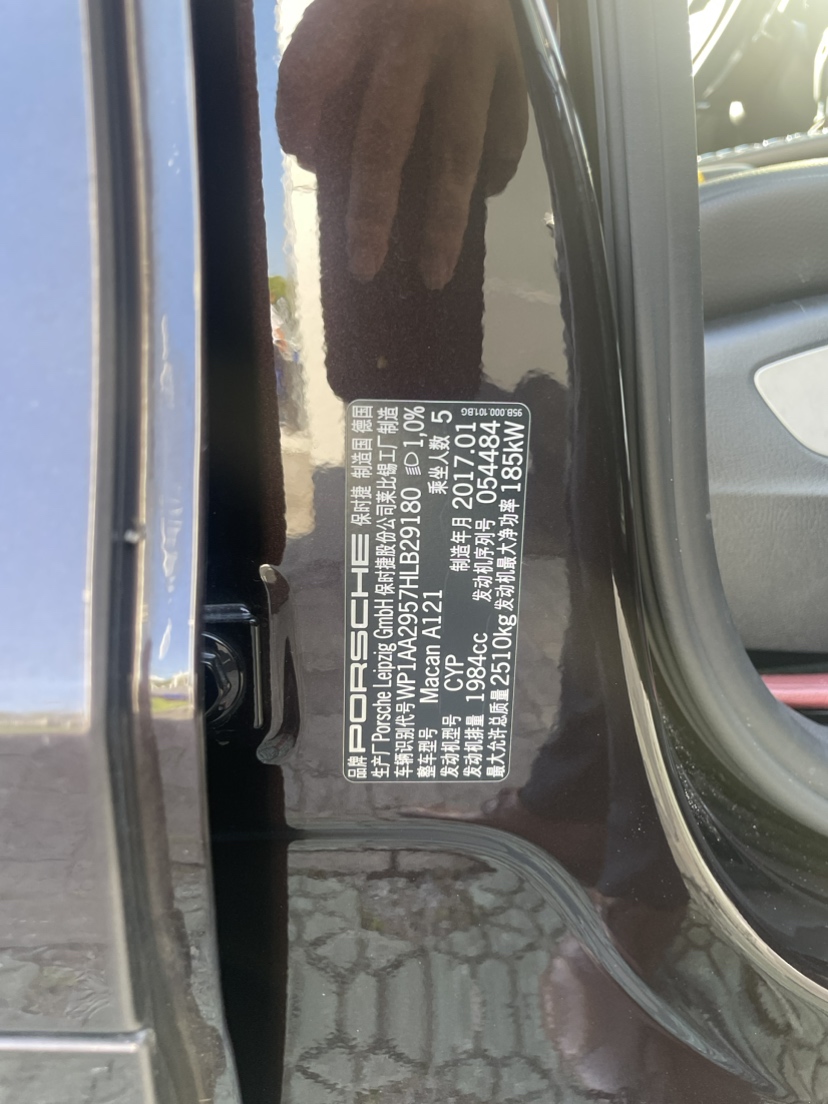 品牌 PORSCHE 保时捷 制造国 德国
生产厂 Porsche Leipzig GmbH 保时捷股份公司莱比锡工厂 制造
车辆识别代号 WP1AA2957HLB29180 1,0%
整车型号 Macan A121 乘坐人数 5
发动机型号 CYP 制造年月 2017.01
发动机排量 1984cc 发动机序列号 054484
最大允许总质量 2510kg 发动机最大净功率 185kW
95B.000.101.BG